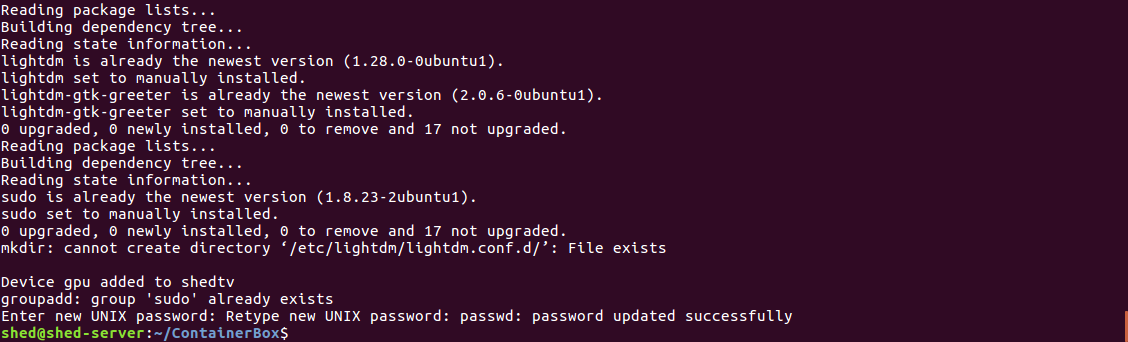 Reading package lists...
Building dependency tree...
Reading state information...
lightdm is already the newest version (1.28.0-0ubuntu1).
lightdm set to manually installed.
lightdm-gtk-greeter is already the newest version (2.0.6-0ubuntu1).
lightdm-gtk-greeter set to manually installed.
0 upgraded, 0 newly installed, 0 to remove and 17 not upgraded.
Reading package lists...
Building dependency tree...
Reading state information...
sudo is already the newest version (1.8.23-2ubuntu1).
sudo set to manually installed.
0 upgraded, 0 newly installed, 0 to remove and 17 not upgraded.
mkdir: cannot create directory ‘/etc/lightdm/lightdm.conf.d/’: File exists
Device gpu added to shedtv
groupadd: group 'sudo' already exists
Enter new UNIX password: Retype new UNIX password: passwd: password updated successfully
shed@shed-server:~/ContainerBox$